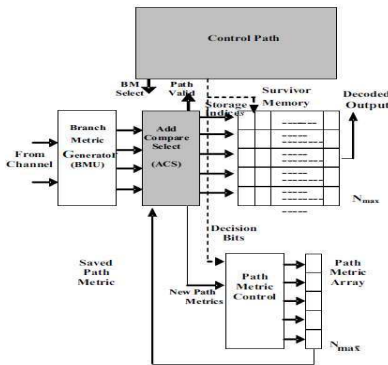 Control Path
BM
Select
Path
Valid
Storage
Indices
Survivor
Memory
Decoded
Output
Branch
Metric
Generator
(BMU)
Add
Compare
Select
(ACS)
From
Channel
Nmax
Decision
Bits
Saved
Path
Metric
New Path
Metrics
Path
Metric
Control
Path
Metric
Array
Nmax